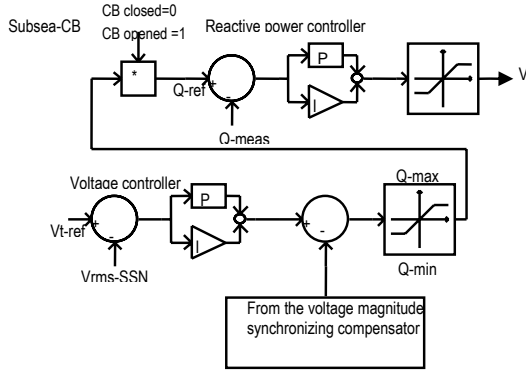 CB closed=0
Subsea-CB
CB opened =1
Reactive power controller
*
P
I
Q-ref
+
-
Q-meas
V
Voltage controller
P
I
Vt-ref
+
-
Vrms-SSN
+
-
Q-max
Q-min
From the voltage magnitude
synchronizing compensator